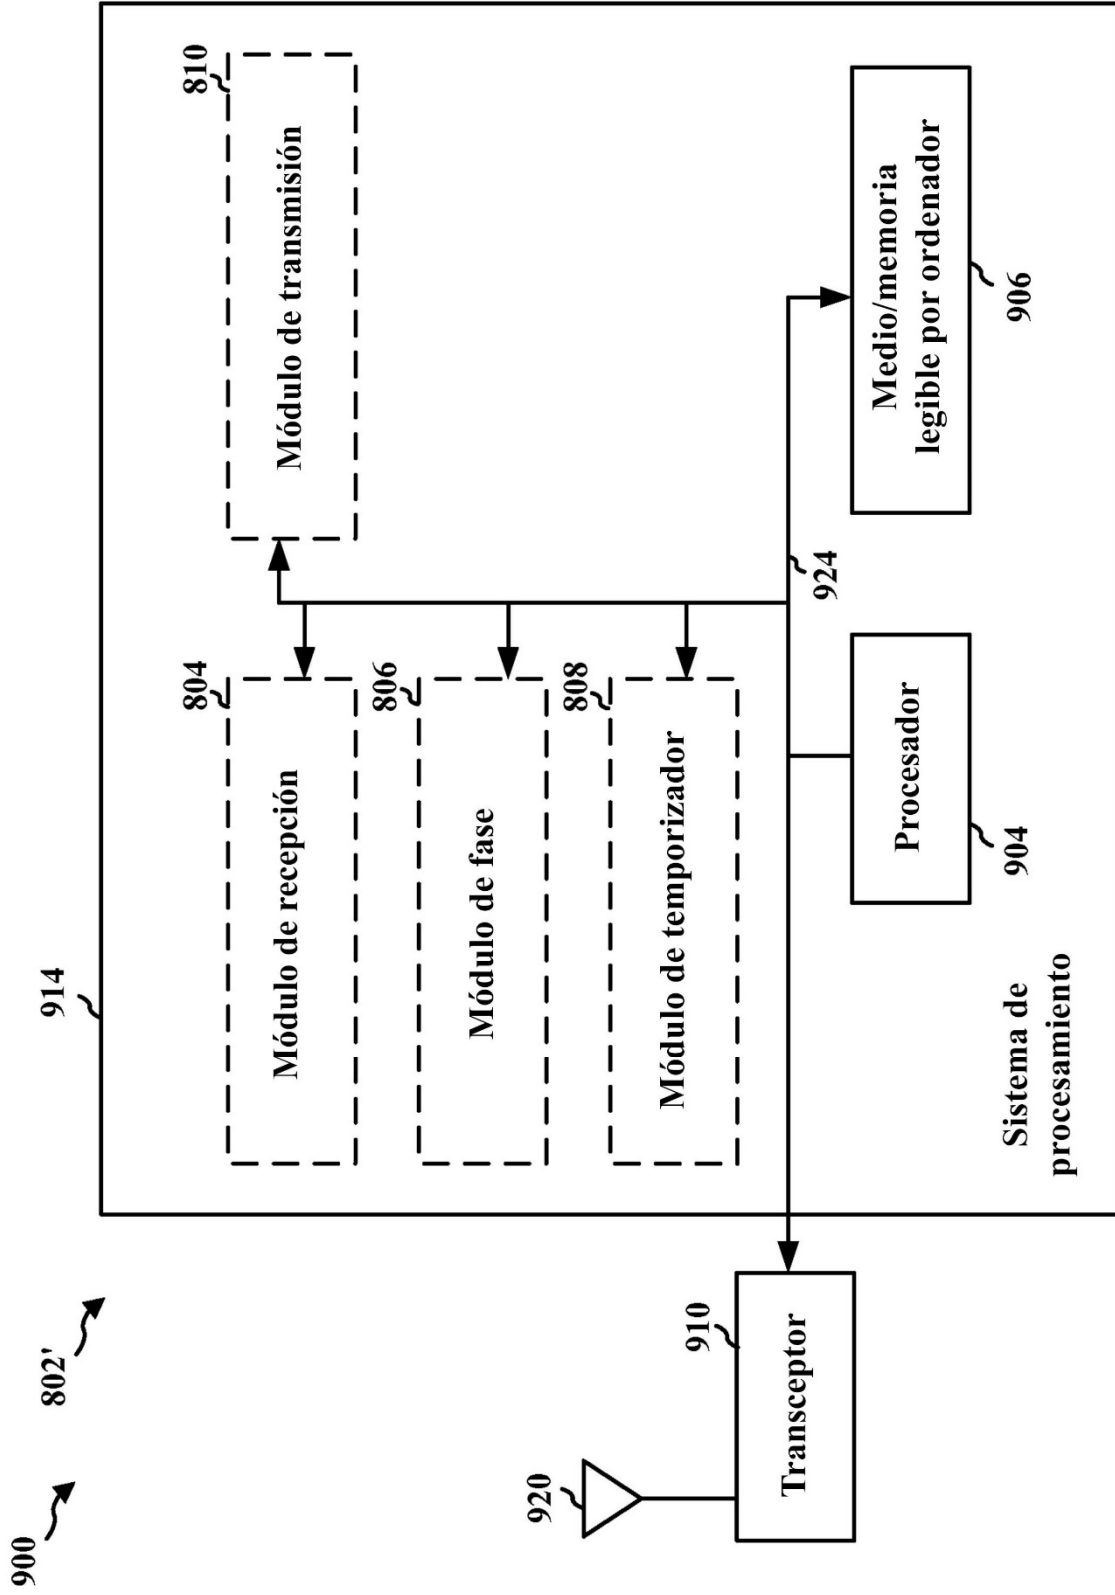 900
802'
914
804
Módulo de recepción
810
Módulo de transmisión
806
Módulo de fase
808
Módulo de temporizador
920
910
Transceptor
924
Procesador
904
Medio/memoria
legible por ordenador
906
Sistema de
procesamiento